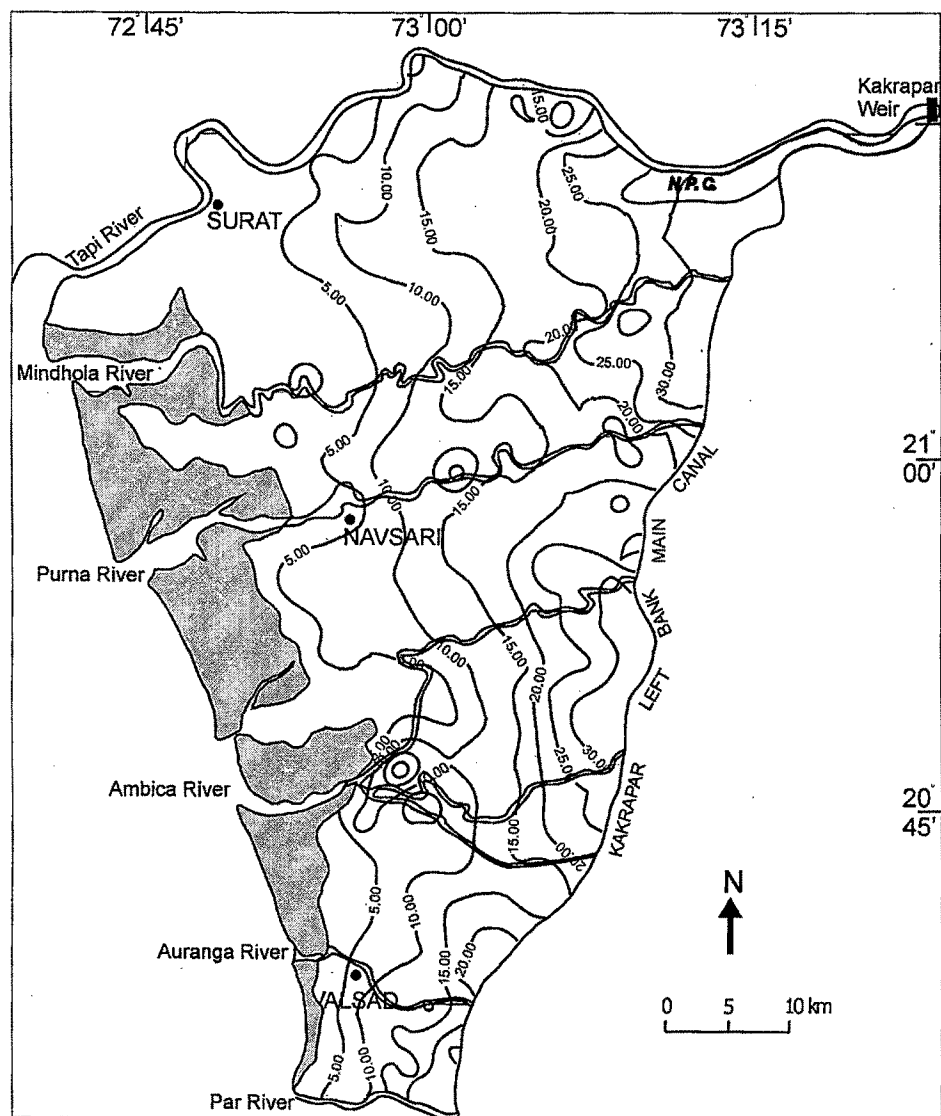 72°45' 73°00' 73°15'
Kakrapar
Weir
15.00
10.00
25.00
N.P.C.
15.00
20.00
SURAT
Tapi River
10.00
5.00
20.00
Mindhola River
25.00
30.00
15.00
20.00
5.00
21°
00'
CANAL
10.00
15.00
NAVSARI
5.00
MAIN
Purna River
BANK
10.00
15.00
20.00
LEFT
25.00
30.00
Ambica River
20°
45'
KAKRAPAR
15.00
20.00
5.00
10.00
N
Auranga River
15.00
20.00
VALSAD
0 5 10 km
5.00
10.00
Par River